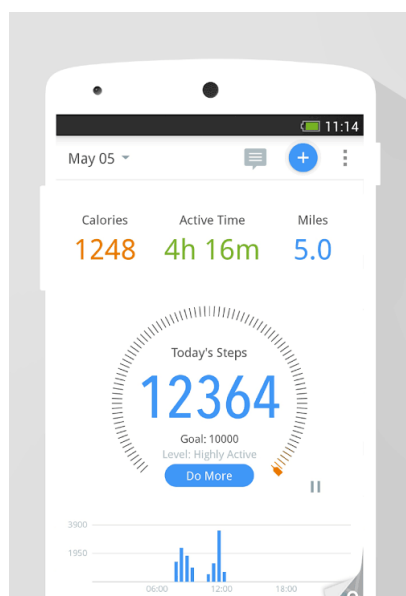 11:14
May 05
Calories Active Time Miles
1248 4h 16m 5.0
Today's Steps
12364
Goal: 10000
Level: Highly Active
Do More
3900
1950
06:00 12:00 18:00